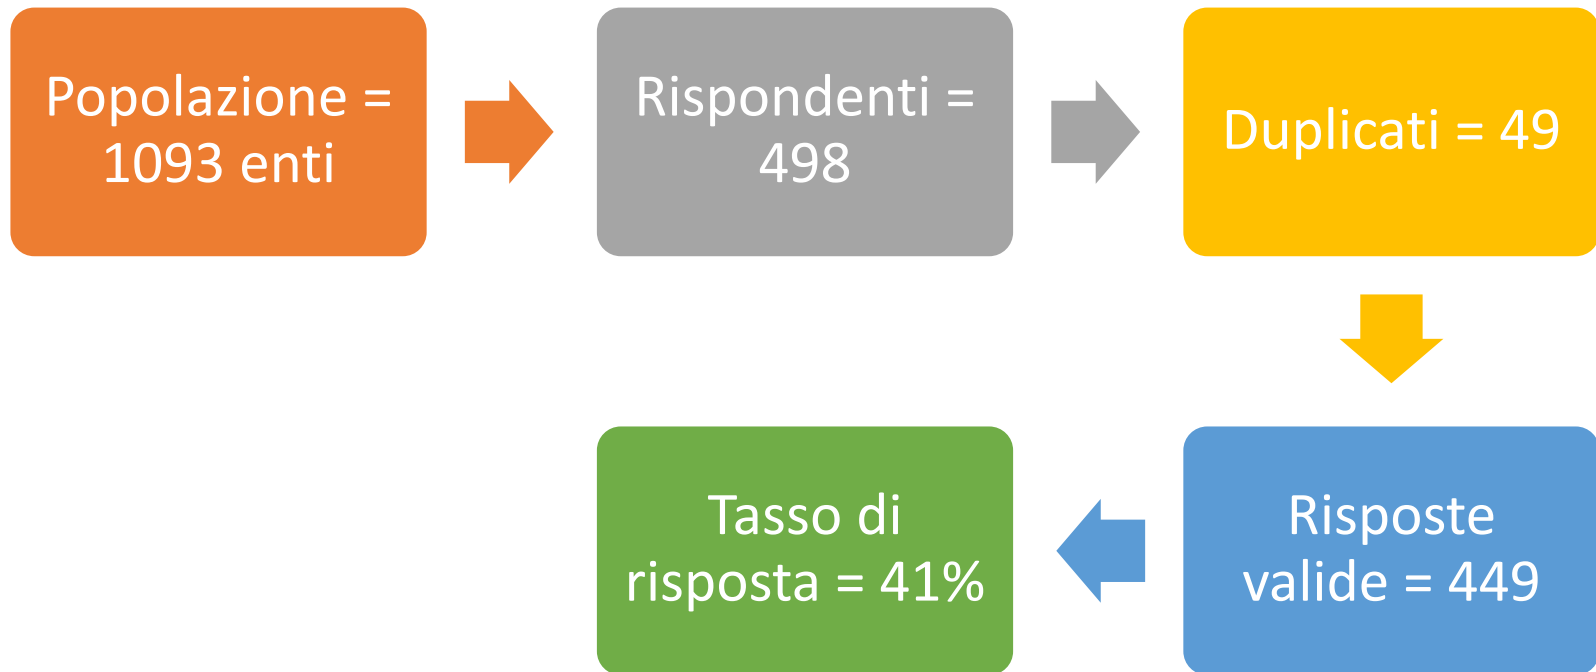 Popolazione =
1093 enti
Rispondenti =
498
Duplicati = 49
Risposte
valide = 449
Tasso di
risposta = 41%